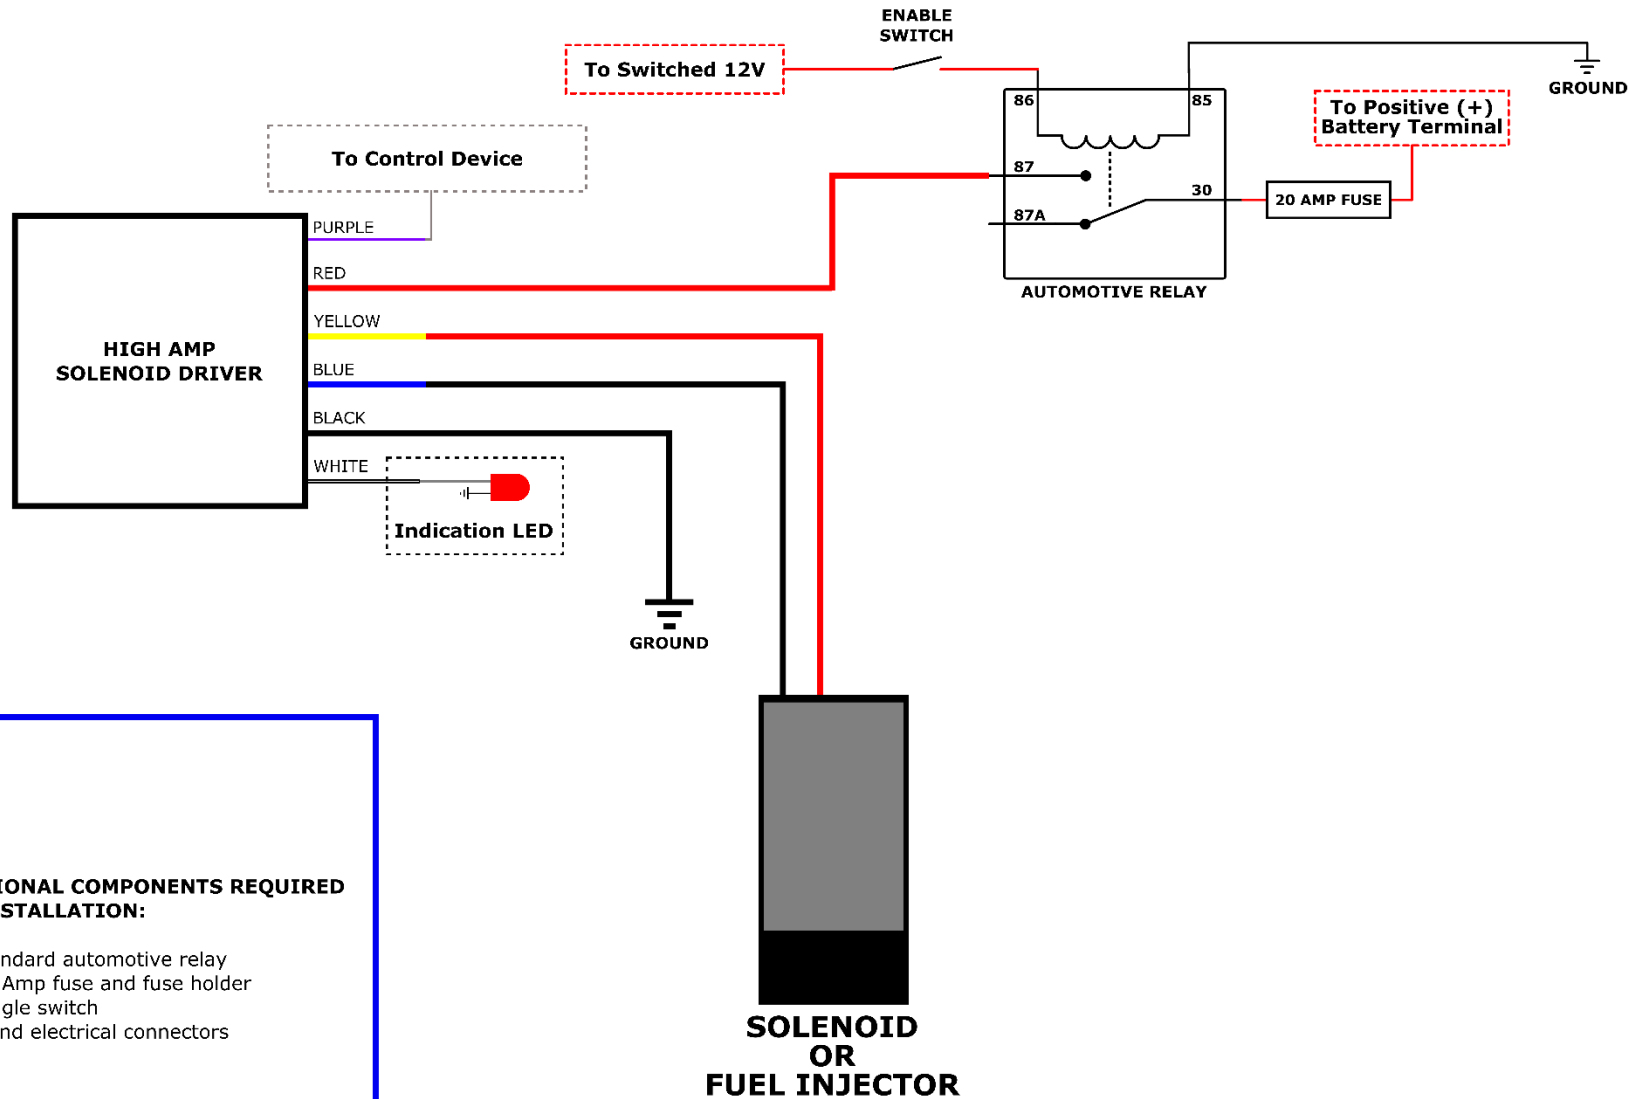 ENABLE
SWITCH
To Switched 12V
GROUND
86
85
To Positive (+)
Battery Terminal
To Control Device
87
30
20 AMP FUSE
87A
AUTOMOTIVE RELAY
PURPLE
RED
YELLOW
HIGH AMP
SOLENOID DRIVER
BLUE
BLACK
WHITE
Indication LED
GROUND
IONAL COMPONENTS REQUIRED
STALLATION:
ndard automotive relay
Amp fuse and fuse holder
gle switch
nd electrical connectors
SOLENOID
OR
FUEL INJECTOR